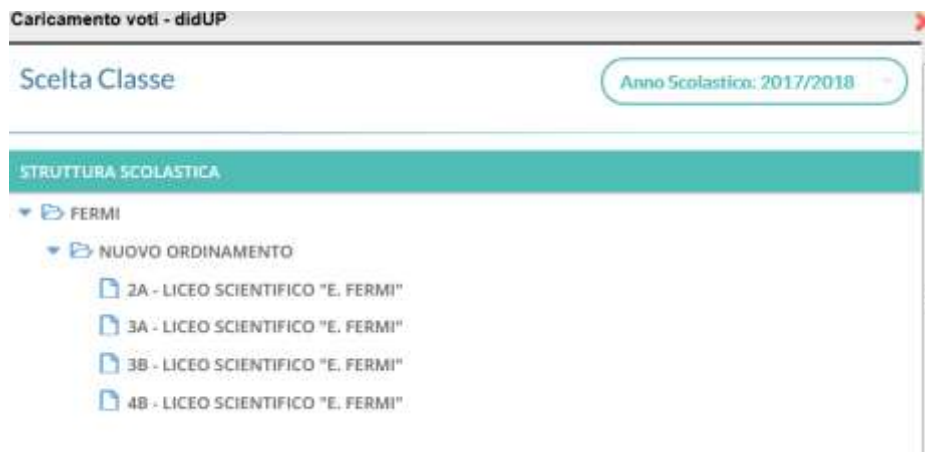 Caricamento voti - didUP
Scelta Classe
Anno Scolastico: 2017/2018
STRUTTURA SCOLASTICA
FERMI
NUOVO ORDINAMENTO
2A - LICEO SCIENTIFICO "E. FERMI"
3A - LICEO SCIENTIFICO "E. FERMI"
3B - LICEO SCIENTIFICO "E. FERMI"
4B - LICEO SCIENTIFICO "E. FERMI"